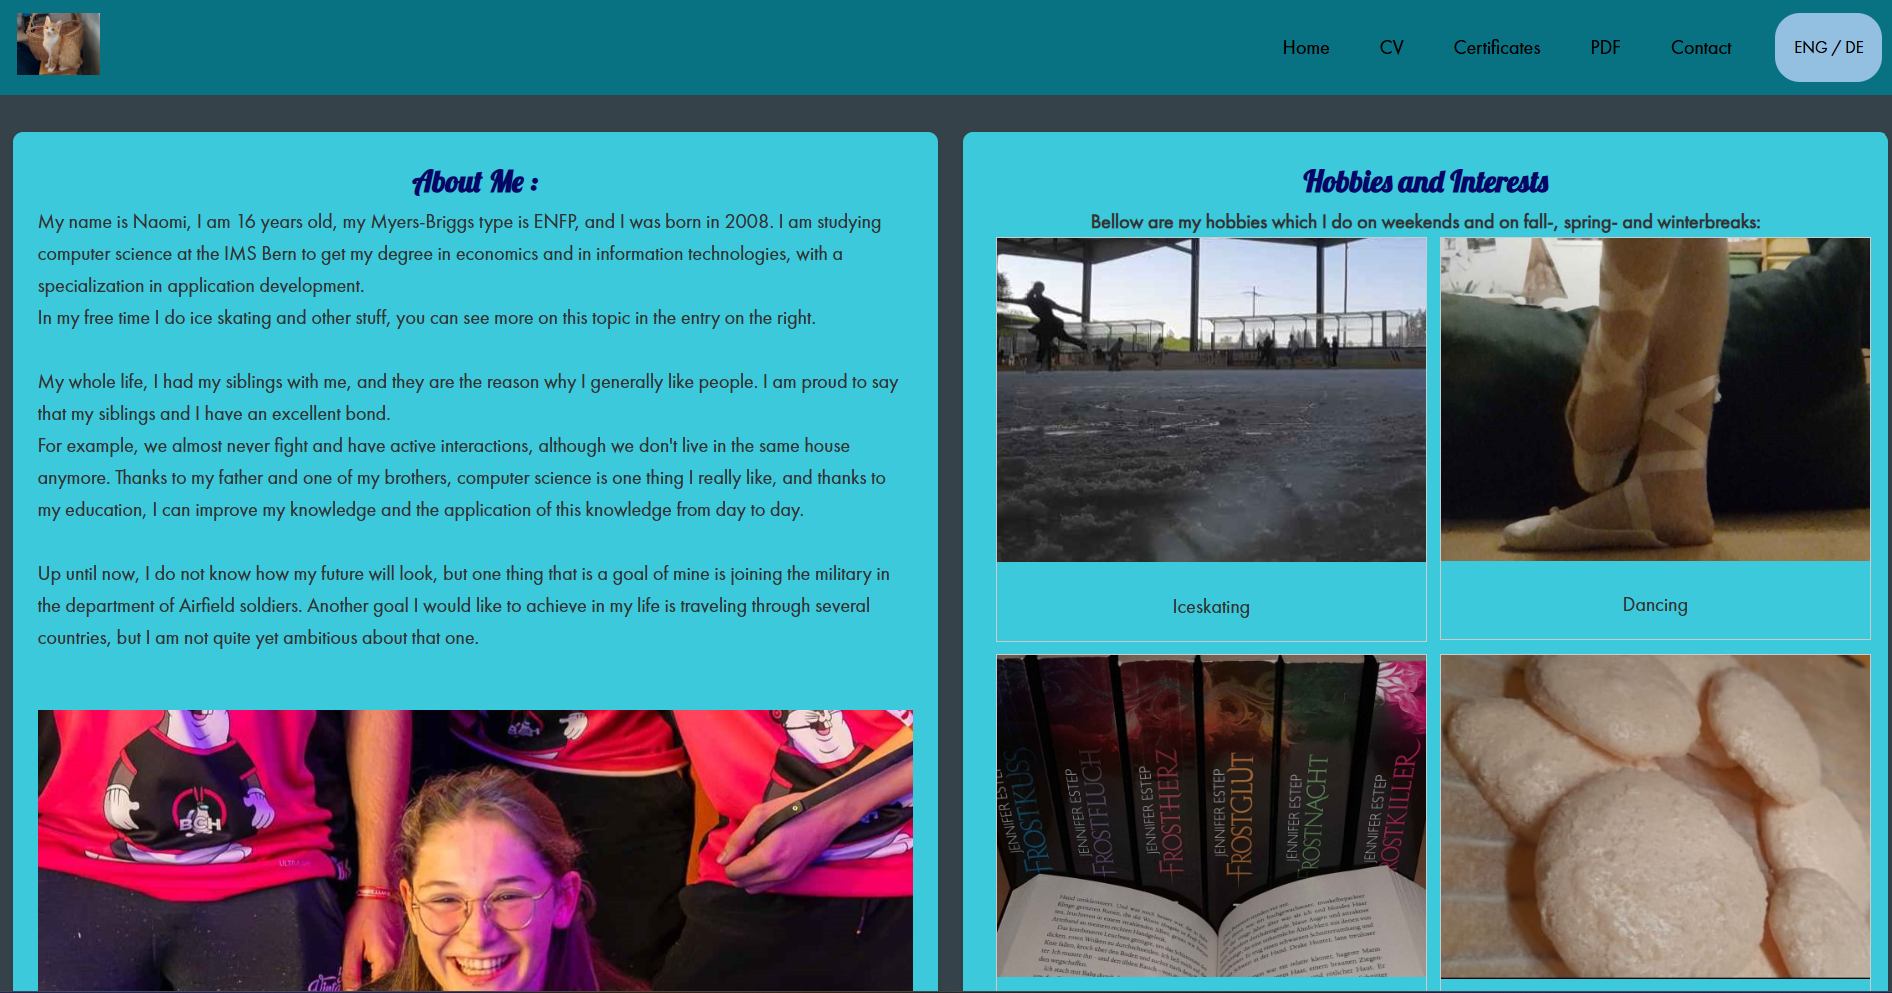 Home CV Certificates PDF Contact ENG / DE
About Me :
My name is Naomi, I am 16 years old, my Myers-Briggs type is ENFP, and I was born in 2008. I am studying
computer science at the IMS Bern to get my degree in economics and in information technologies, with a
specialization in application development.
In my free time I do ice skating and other stuff, you can see more on this topic in the entry on the right.
My whole life, I had my siblings with me, and they are the reason why I generally like people. I am proud to say
that my siblings and I have an excellent bond.
For example, we almost never fight and have active interactions, although we don't live in the same house
anymore. Thanks to my father and one of my brothers, computer science is one thing I really like, and thanks to
my education, I can improve my knowledge and the application of this knowledge from day to day.
Up until now, I do not know how my future will look, but one thing that is a goal of mine is joining the military in
the department of Airfield soldiers. Another goal I would like to achieve in my life is traveling through several
countries, but I am not quite yet ambitious about that one.
BCH
Hobbies and Interests
Bellow are my hobbies which I do on weekends and on fall-, spring- and winterbreaks:
Iceskating
Dancing
JENNIFER ESTEP
FROSTKUSS
JENNIFER ESTEP
FROSTFLUCH
JENNIFER ESTEP
FROSTHERZ
JENNIFER ESTEP
FROSTGLUT
JENNIFER ESTEP
FROSTNACHT
JENNIFER ESTEP
FROSTKILLER